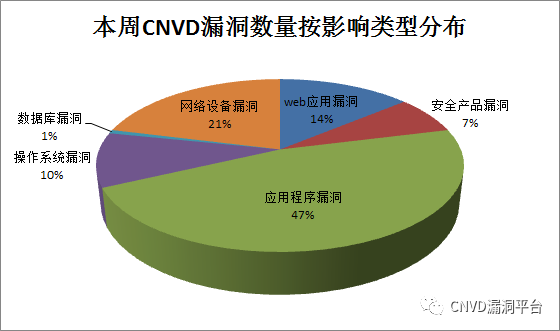 本周CNVD漏洞数量按影响类型分布
web应用漏洞
14%
安全产品漏洞
7%
应用程序漏洞
47%
操作系统漏洞
10%
数据库漏洞
1%
网络设备漏洞
21%
CNVD漏洞平台